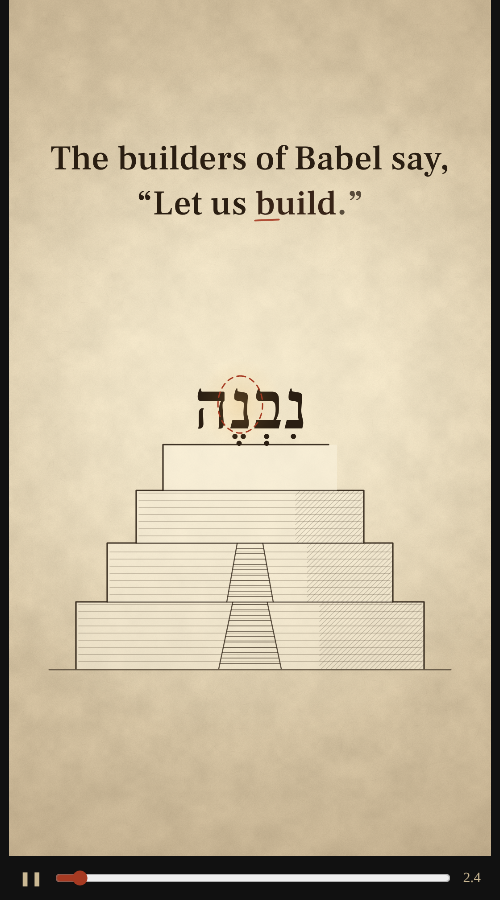 The builders of Babel say,
“Let us build.”
נִבְנֶה
2.4